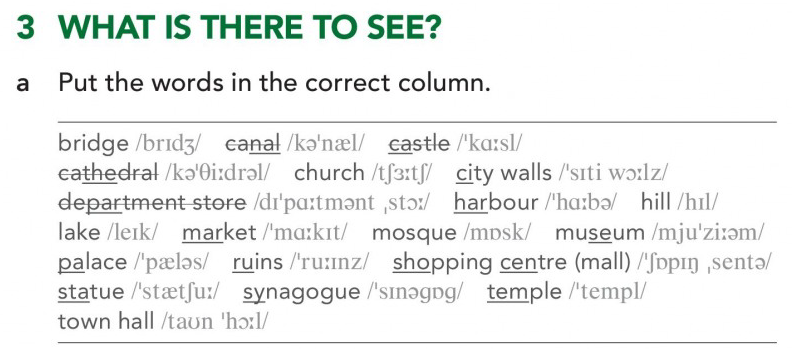 3 WHAT IS THERE TO SEE?
a Put the words in the correct column.
bridge /brɪdʒ/ canal /kəˈnæl/ castle /ˈkɑːsl/
cathedral /kəˈθiːdrəl/ church /tʃɜːtʃ/ city walls /ˈsɪti wɔːlz/
department store /dɪˈpɑːtmənt ˌstɔː/ harbour /ˈhɑːbə/ hill /hɪl/
lake /leɪk/ market /ˈmɑːkɪt/ mosque /mɒsk/ museum /mjuˈziːəm/
palace /ˈpæləs/ ruins /ˈruːɪnz/ shopping centre (mall) /ˈʃɒpɪŋ ˌsentə/
statue /ˈstætʃuː/ synagogue /ˈsɪnəɡɒɡ/ temple /ˈtempl/
town hall /taʊn ˈhɔːl/